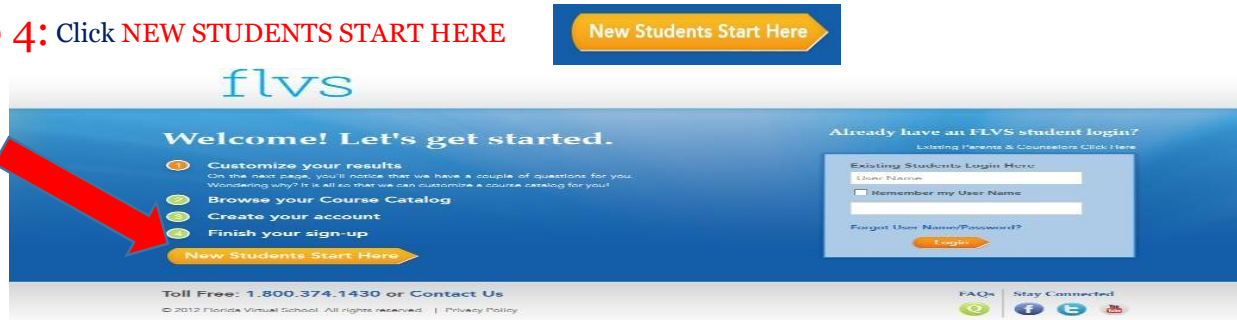 4: Click NEW STUDENTS START HERE
New Students Start Here
flvs
Welcome! Let's get started.
1 Customize your results
On the next page, you'll notice that we have a couple of questions for you.
Wondering why? It is all so that we can customize a course catalog for you!
2 Browse your Course Catalog
3 Create your account
4 Finish your sign-up
New Students Start Here
Already have an FLVS student login?
Existing Parents & Counselors Click Here
Existing Students Login Here
User Name
Remember my User Name
Forgot User Name/Password?
Login
Toll Free: 1.800.374.1430 or Contact Us
© 2012 Florida Virtual School. All rights reserved. | Privacy Policy
FAQs
Stay Connected